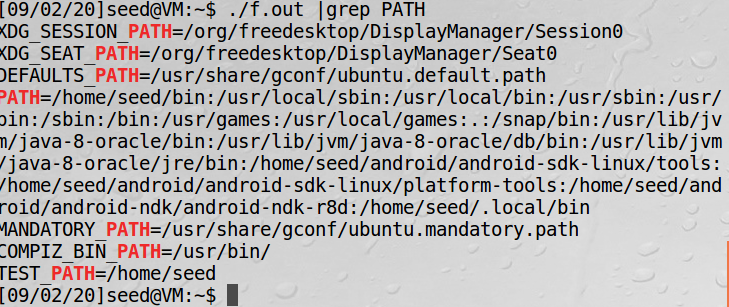 [09/02/20]seed@VM:~$ ./f.out |grep PATH
XDG_SESSION_PATH=/org/freedesktop/DisplayManager/Session0
XDG_SEAT_PATH=/org/freedesktop/DisplayManager/Seat0
DEFAULTS_PATH=/usr/share/gconf/ubuntu.default.path
PATH=/home/seed/bin:/usr/local/sbin:/usr/local/bin:/usr/sbin:/usr/
bin:/sbin:/bin:/usr/games:/usr/local/games:.:/snap/bin:/usr/lib/jv
m/java-8-oracle/bin:/usr/lib/jvm/java-8-oracle/db/bin:/usr/lib/jvm
/java-8-oracle/jre/bin:/home/seed/android/android-sdk-linux/tools:
/home/seed/android/android-sdk-linux/platform-tools:/home/seed/and
roid/android-ndk/android-ndk-r8d:/home/seed/.local/bin
MANDATORY_PATH=/usr/share/gconf/ubuntu.mandatory.path
COMPIZ_BIN_PATH=/usr/bin/
TEST_PATH=/home/seed
[09/02/20]seed@VM:~$